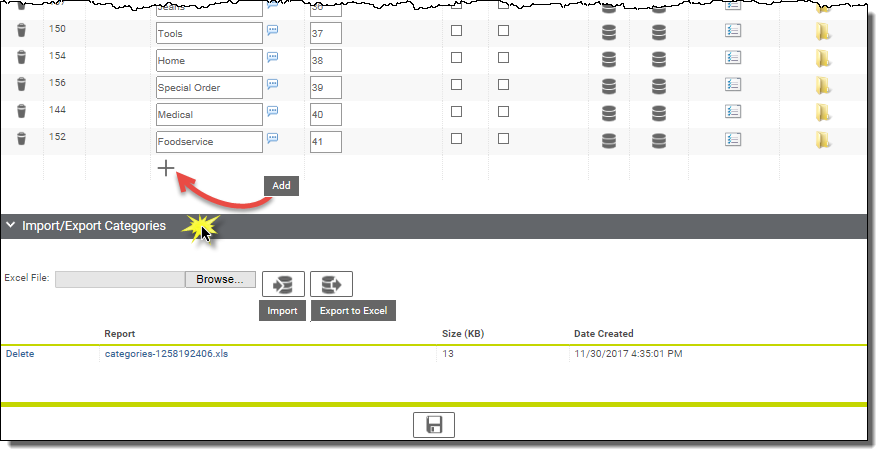 Jeans 36
150 Tools 37
154 Home 38
156 Special Order 39
144 Medical 40
152 Foodservice 41
Add
Import/Export Categories
Excel File: Browse...
Import Export to Excel
Report Size (KB) Date Created
Delete categories-1258192406.xls 13 11/30/2017 4:35:01 PM